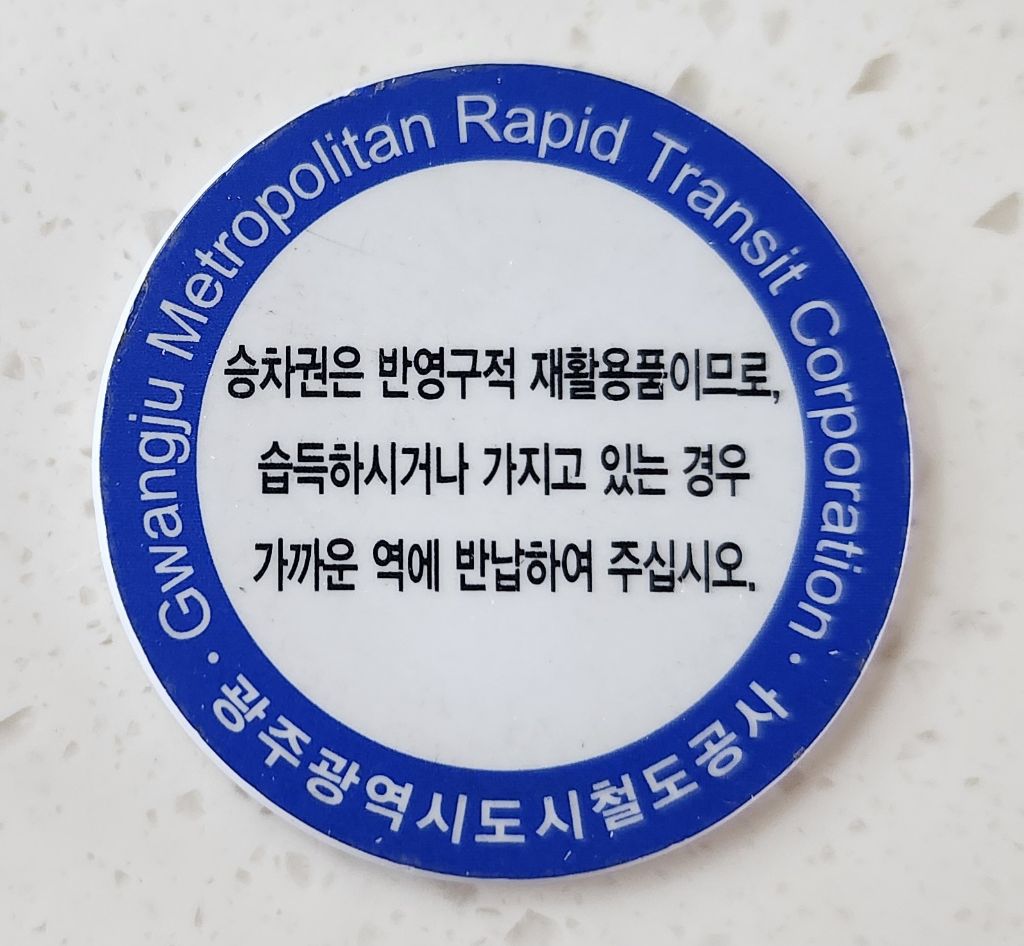 Gwangju Metropolitan Rapid Transit Corporation
승차권은 반영구적 재활용품이므로,
습득하시거나 가지고 있는 경우
가까운 역에 반납하여 주십시오.
· 광주광역시도시철도공사 ·